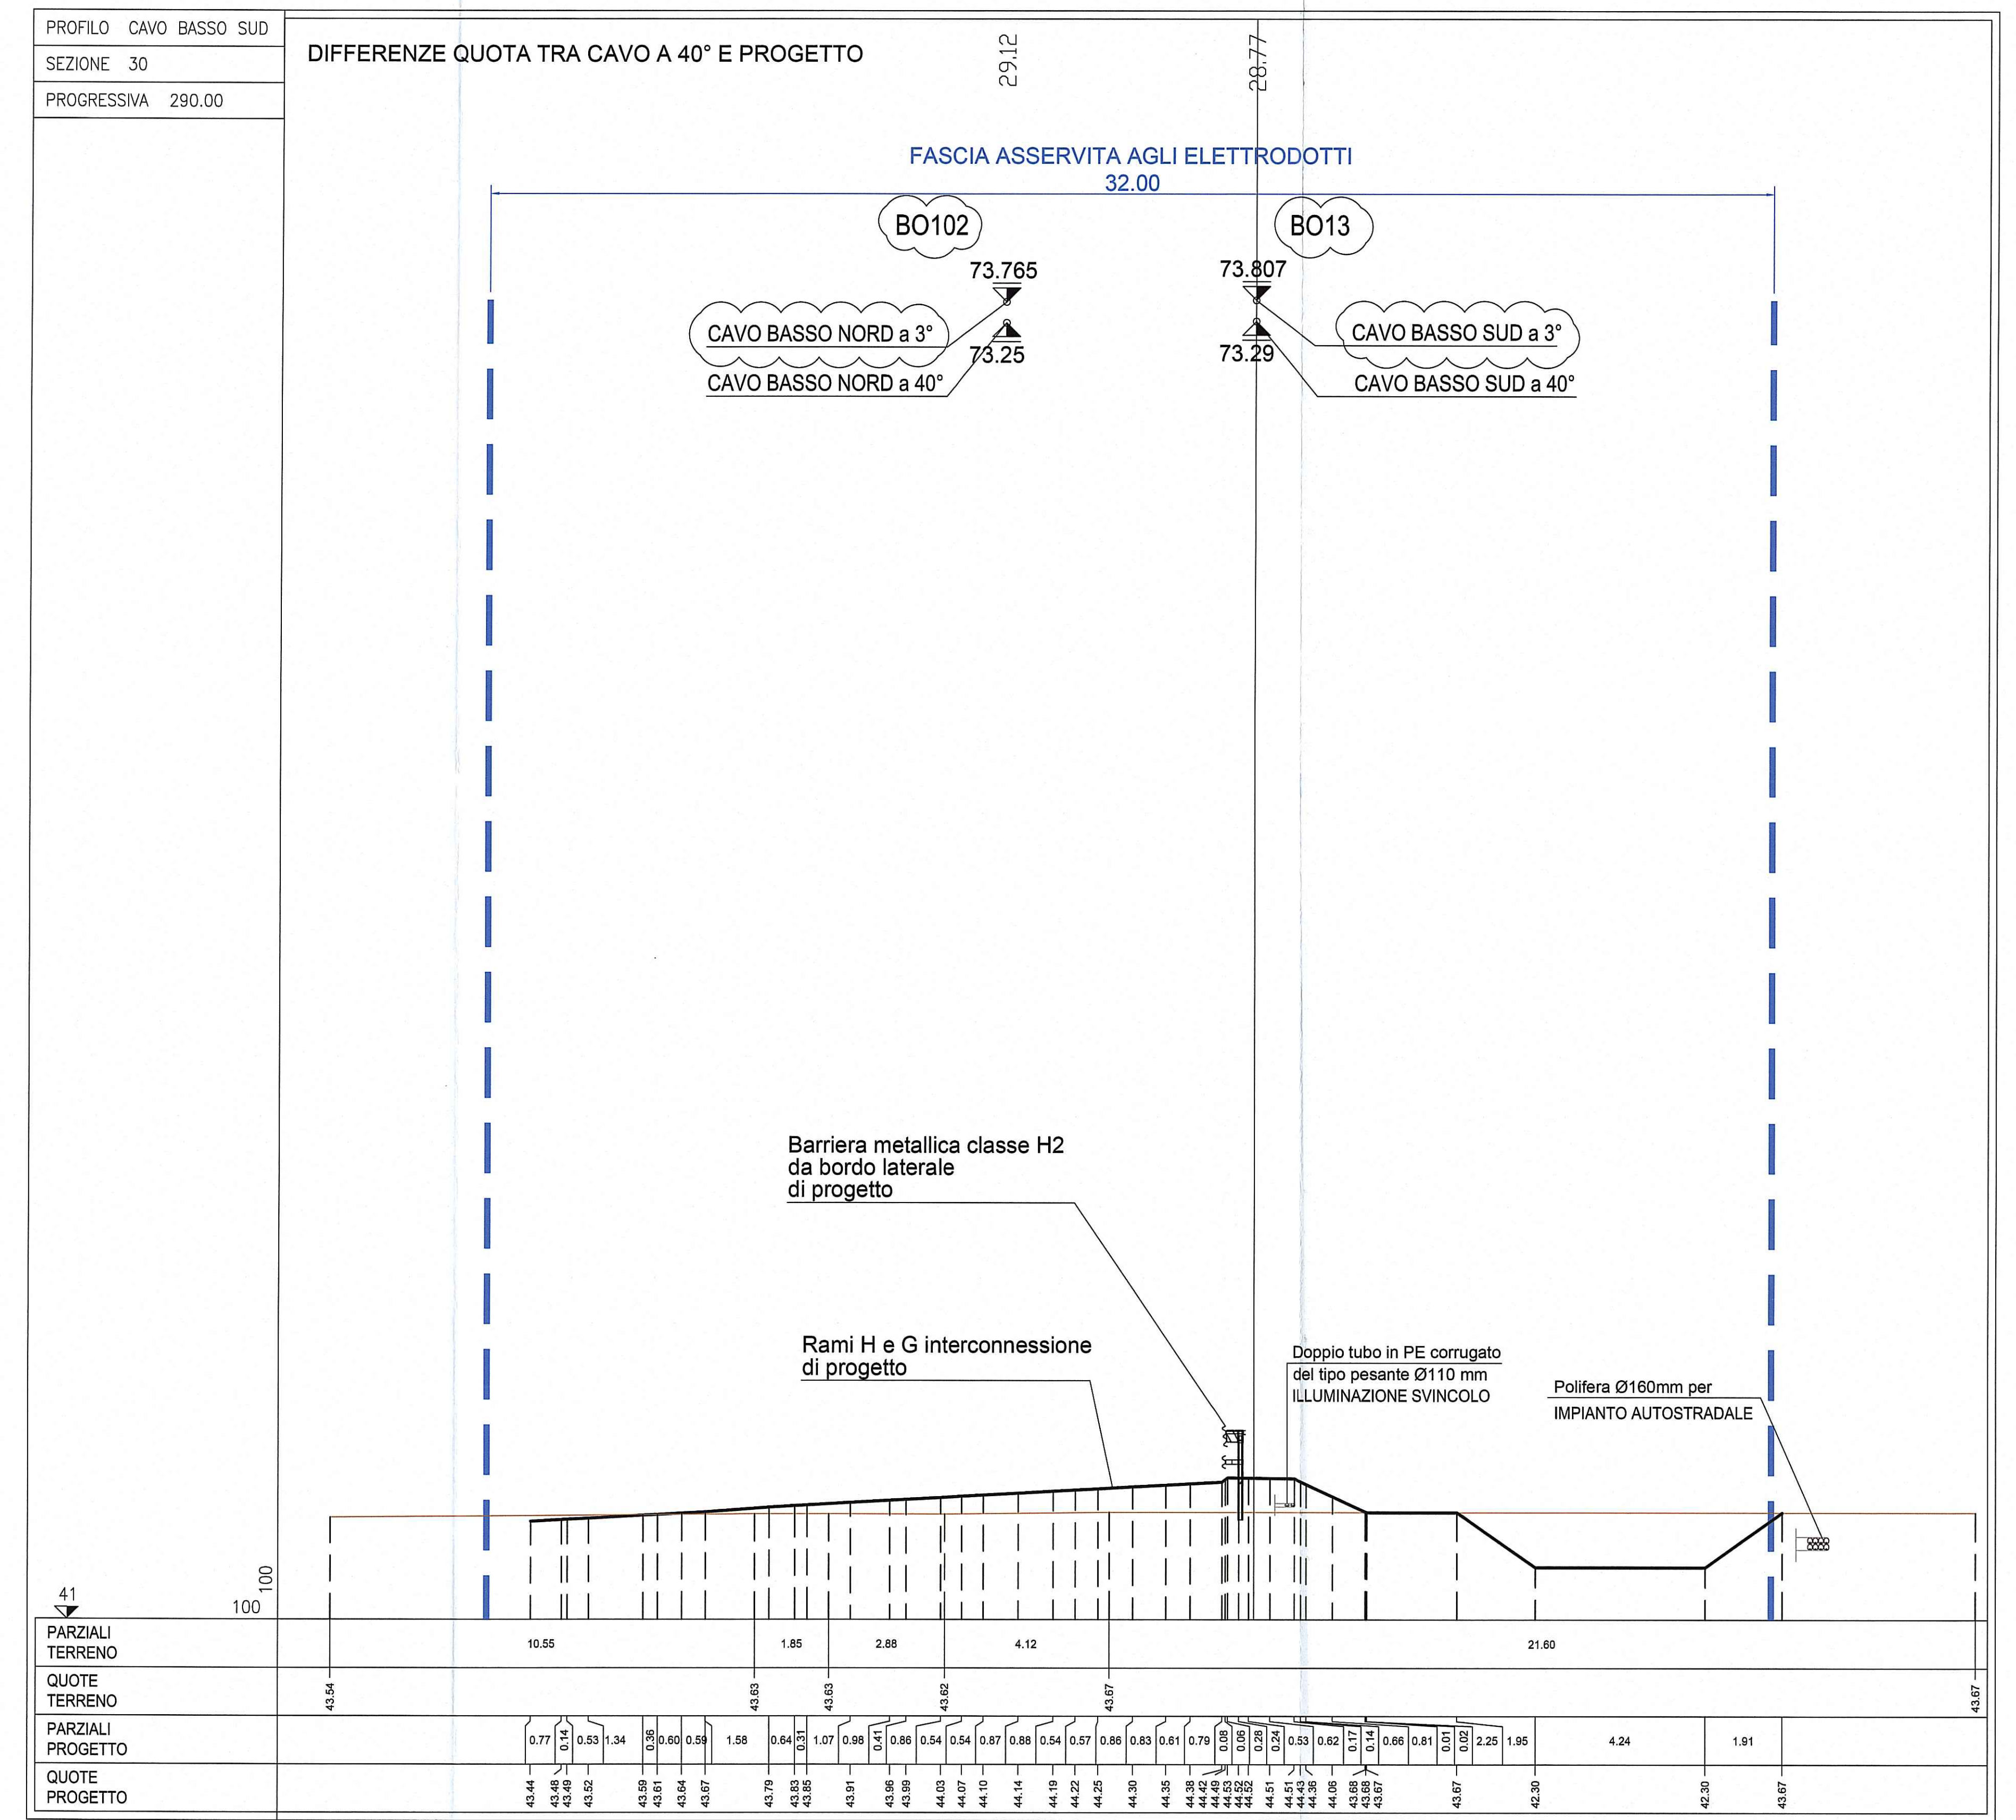 PROFILO CAVO BASSO SUD
SEZIONE 30
PROGRESSIVA 290.00
DIFFERENZE QUOTA TRA CAVO A 40° E PROGETTO
29.12
28.77
FASCIA ASSERVITA AGLI ELETTRODOTTI
32.00
BO102
BO13
73.765
73.807
CAVO BASSO NORD a 3°
CAVO BASSO SUD a 3°
73.25
73.29
CAVO BASSO NORD a 40°
CAVO BASSO SUD a 40°
Barriera metallica classe H2
da bordo laterale
di progetto
Rami H e G interconnessione
di progetto
Doppio tubo in PE corrugato
del tipo pesante Ø110 mm
ILLUMINAZIONE SVINCOLO
Polifera Ø160mm per
IMPIANTO AUTOSTRADALE
41
100
100
PARZIALI
TERRENO
10.55 1.85 2.88 4.12 21.60
QUOTE
TERRENO
43.54 43.63 43.63 43.62 43.67 43.67
PARZIALI
PROGETTO
0.77 0.14 0.53 1.34 0.36 0.60 0.59 1.58 0.64 0.31 1.07 0.98 0.41 0.86 0.54 0.54 0.87 0.88 0.54 0.57 0.86 0.83 0.61 0.79 0.08 0.06 0.28 0.24 0.53 0.62 0.17 0.14 0.66 0.81 0.01 0.02 2.25 1.95 4.24 1.91
QUOTE
PROGETTO
43.44 43.48 43.49 43.52 43.59 43.61 43.64 43.67 43.79 43.83 43.85 43.91 43.96 43.99 44.03 44.07 44.10 44.14 44.19 44.22 44.25 44.30 44.35 44.38 44.42 44.49 44.53 44.52 44.52 44.51 44.51 44.43 44.36 44.06 43.68 43.68 43.67 43.67 42.30 42.30 43.67